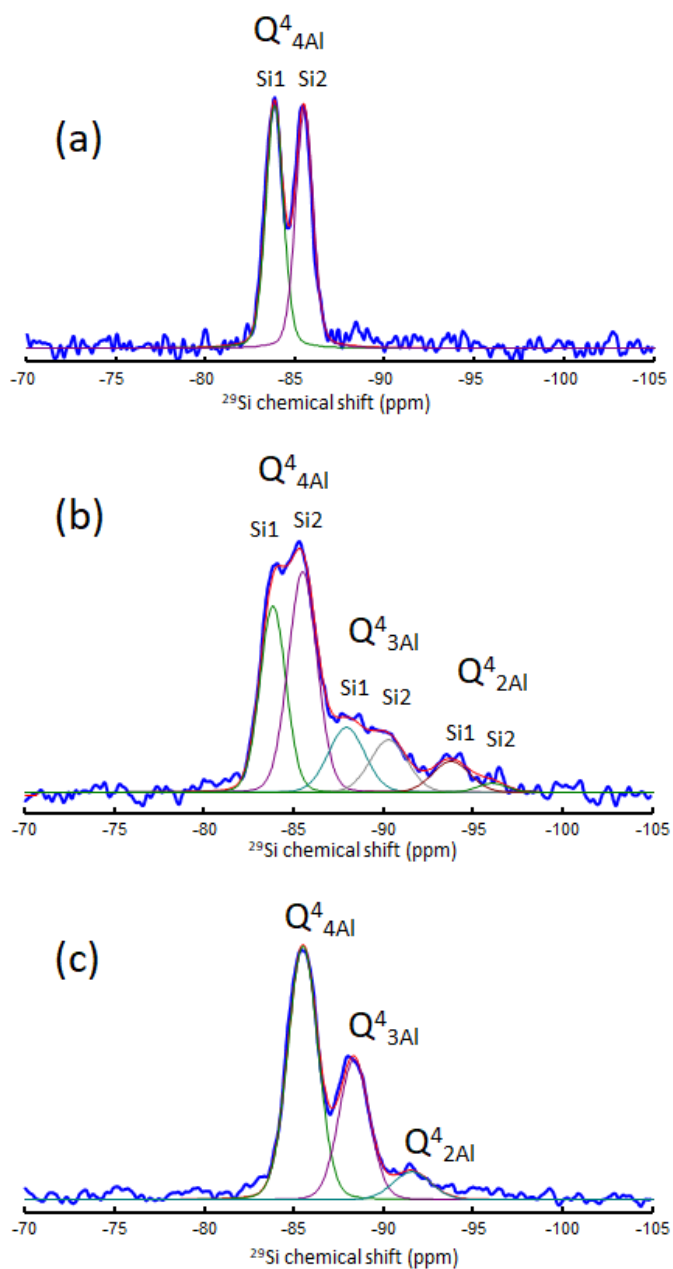 Q⁴₄Al
Si1 Si2
(a)
-70 -75 -80 -85 -90 -95 -100 -105
²⁹Si chemical shift (ppm)
Q⁴₄Al
(b)
Si1 Si2
Q⁴₃Al
Si1 Si2
Q⁴₂Al
Si1 Si2
-70 -75 -80 -85 -90 -95 -100 -105
²⁹Si chemical shift (ppm)
Q⁴₄Al
(c)
Q⁴₃Al
Q⁴₂Al
-70 -75 -80 -85 -90 -95 -100 -105
²⁹Si chemical shift (ppm)